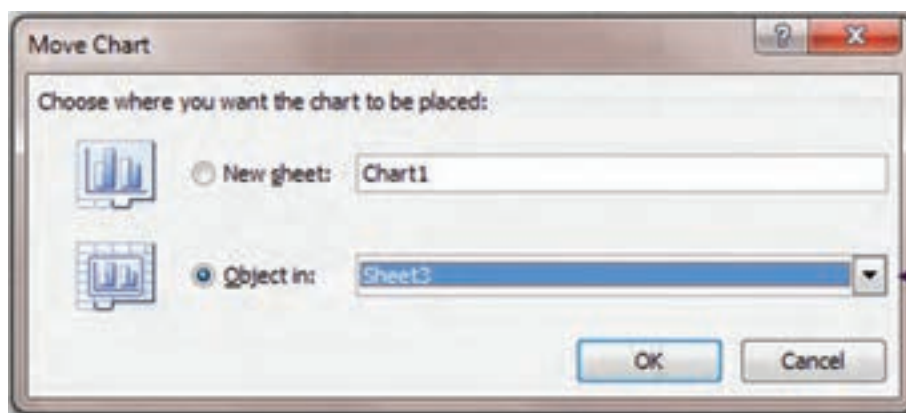 Move Chart
Choose where you want the chart to be placed:
New sheet: Chart1
Object in: Sheet3
OK Cancel